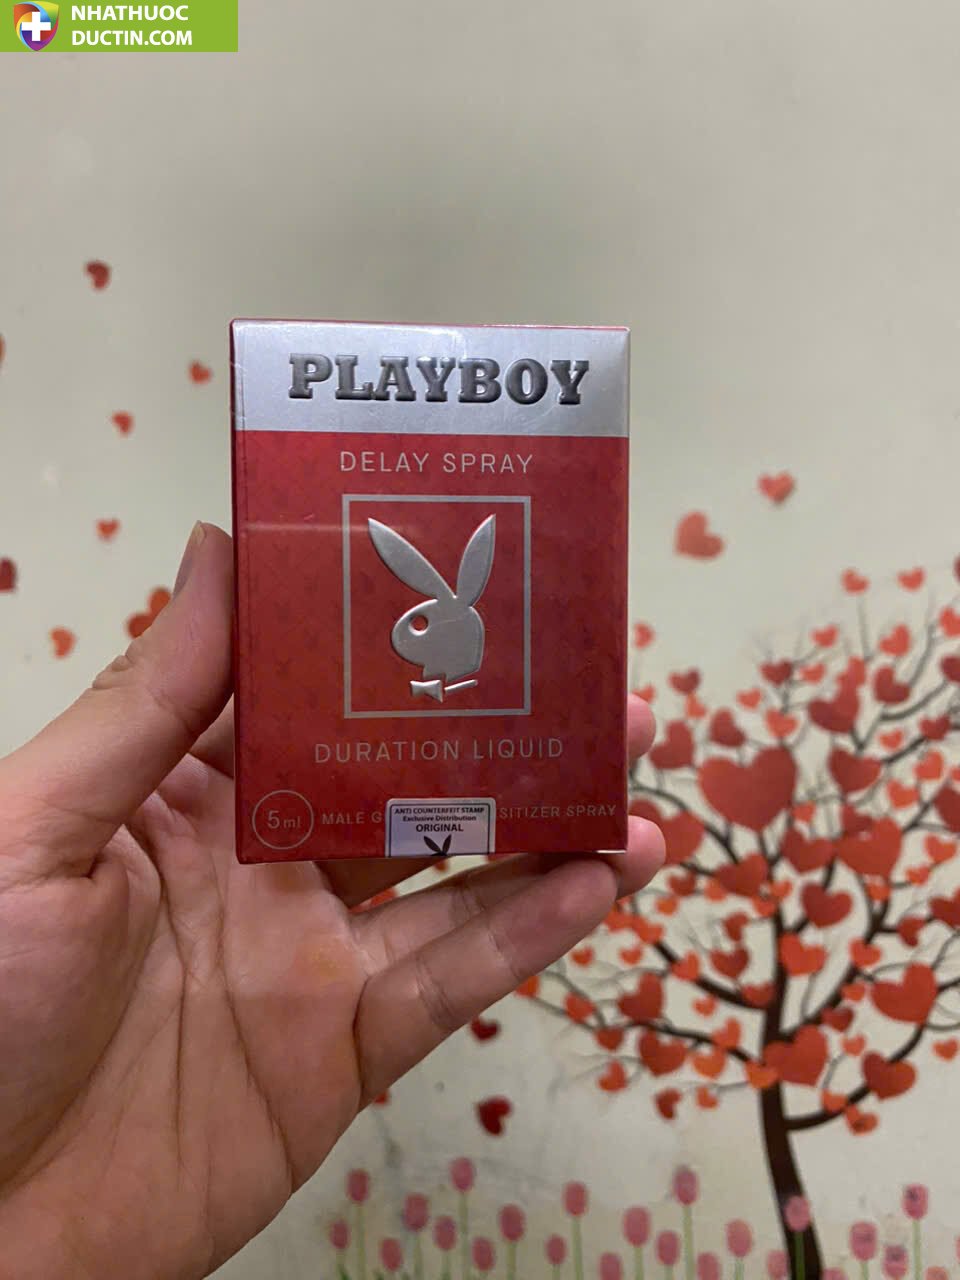 NHATHUOC
DUCTIN.COM
PLAYBOY
DELAY SPRAY
DURATION LIQUID
5ml MALE G SITIZER SPRAY
ANTI COUNTERFEIT STAMP
Exclusive Distribution
ORIGINAL